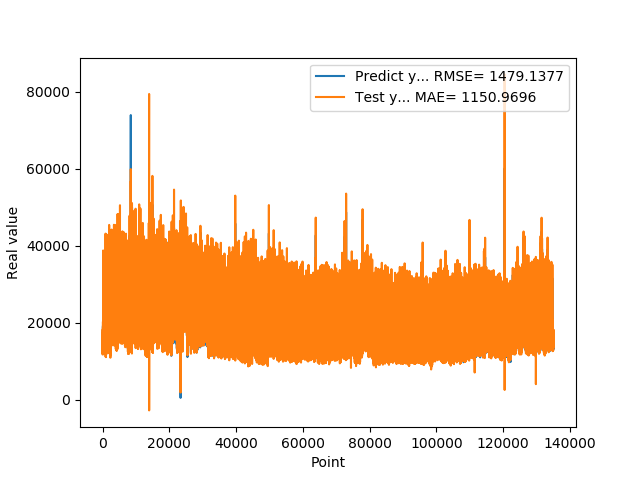 Predict y... RMSE= 1479.1377
Test y... MAE= 1150.9696
80000
60000
40000
20000
0
Real value
0 20000 40000 60000 80000 100000 120000 140000
Point